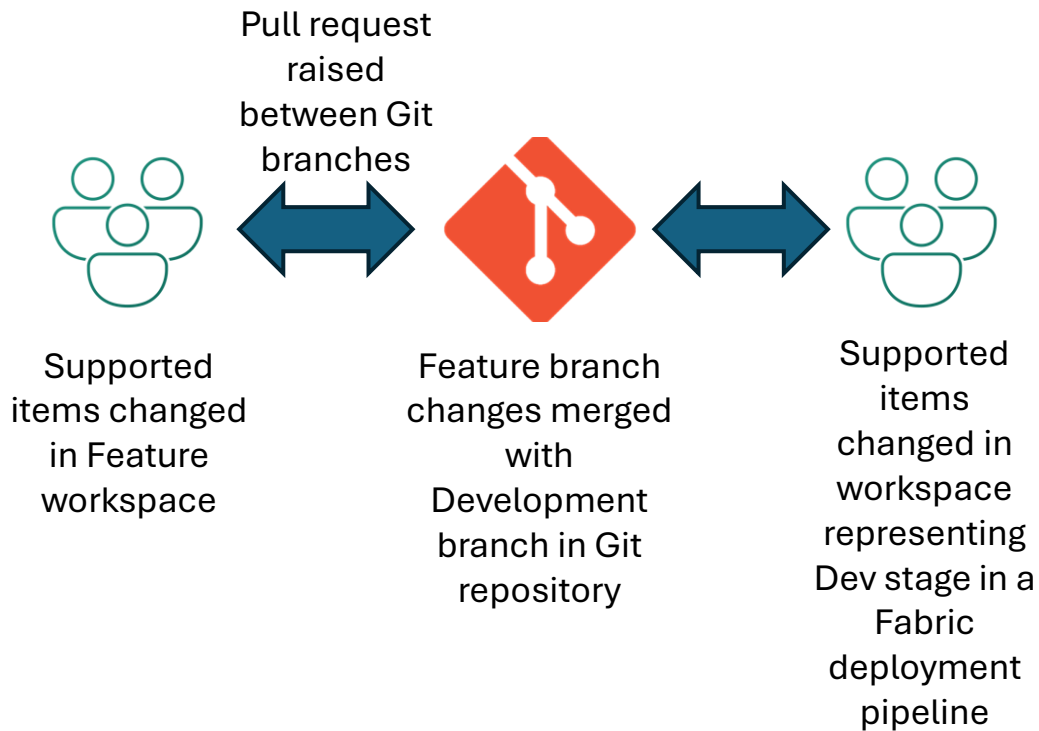 Pull request
raised
between Git
branches
Supported
items changed
in Feature
workspace
Feature branch
changes merged
with
Development
branch in Git
repository
Supported
items
changed in
workspace
representing
Dev stage in a
Fabric
deployment
pipeline